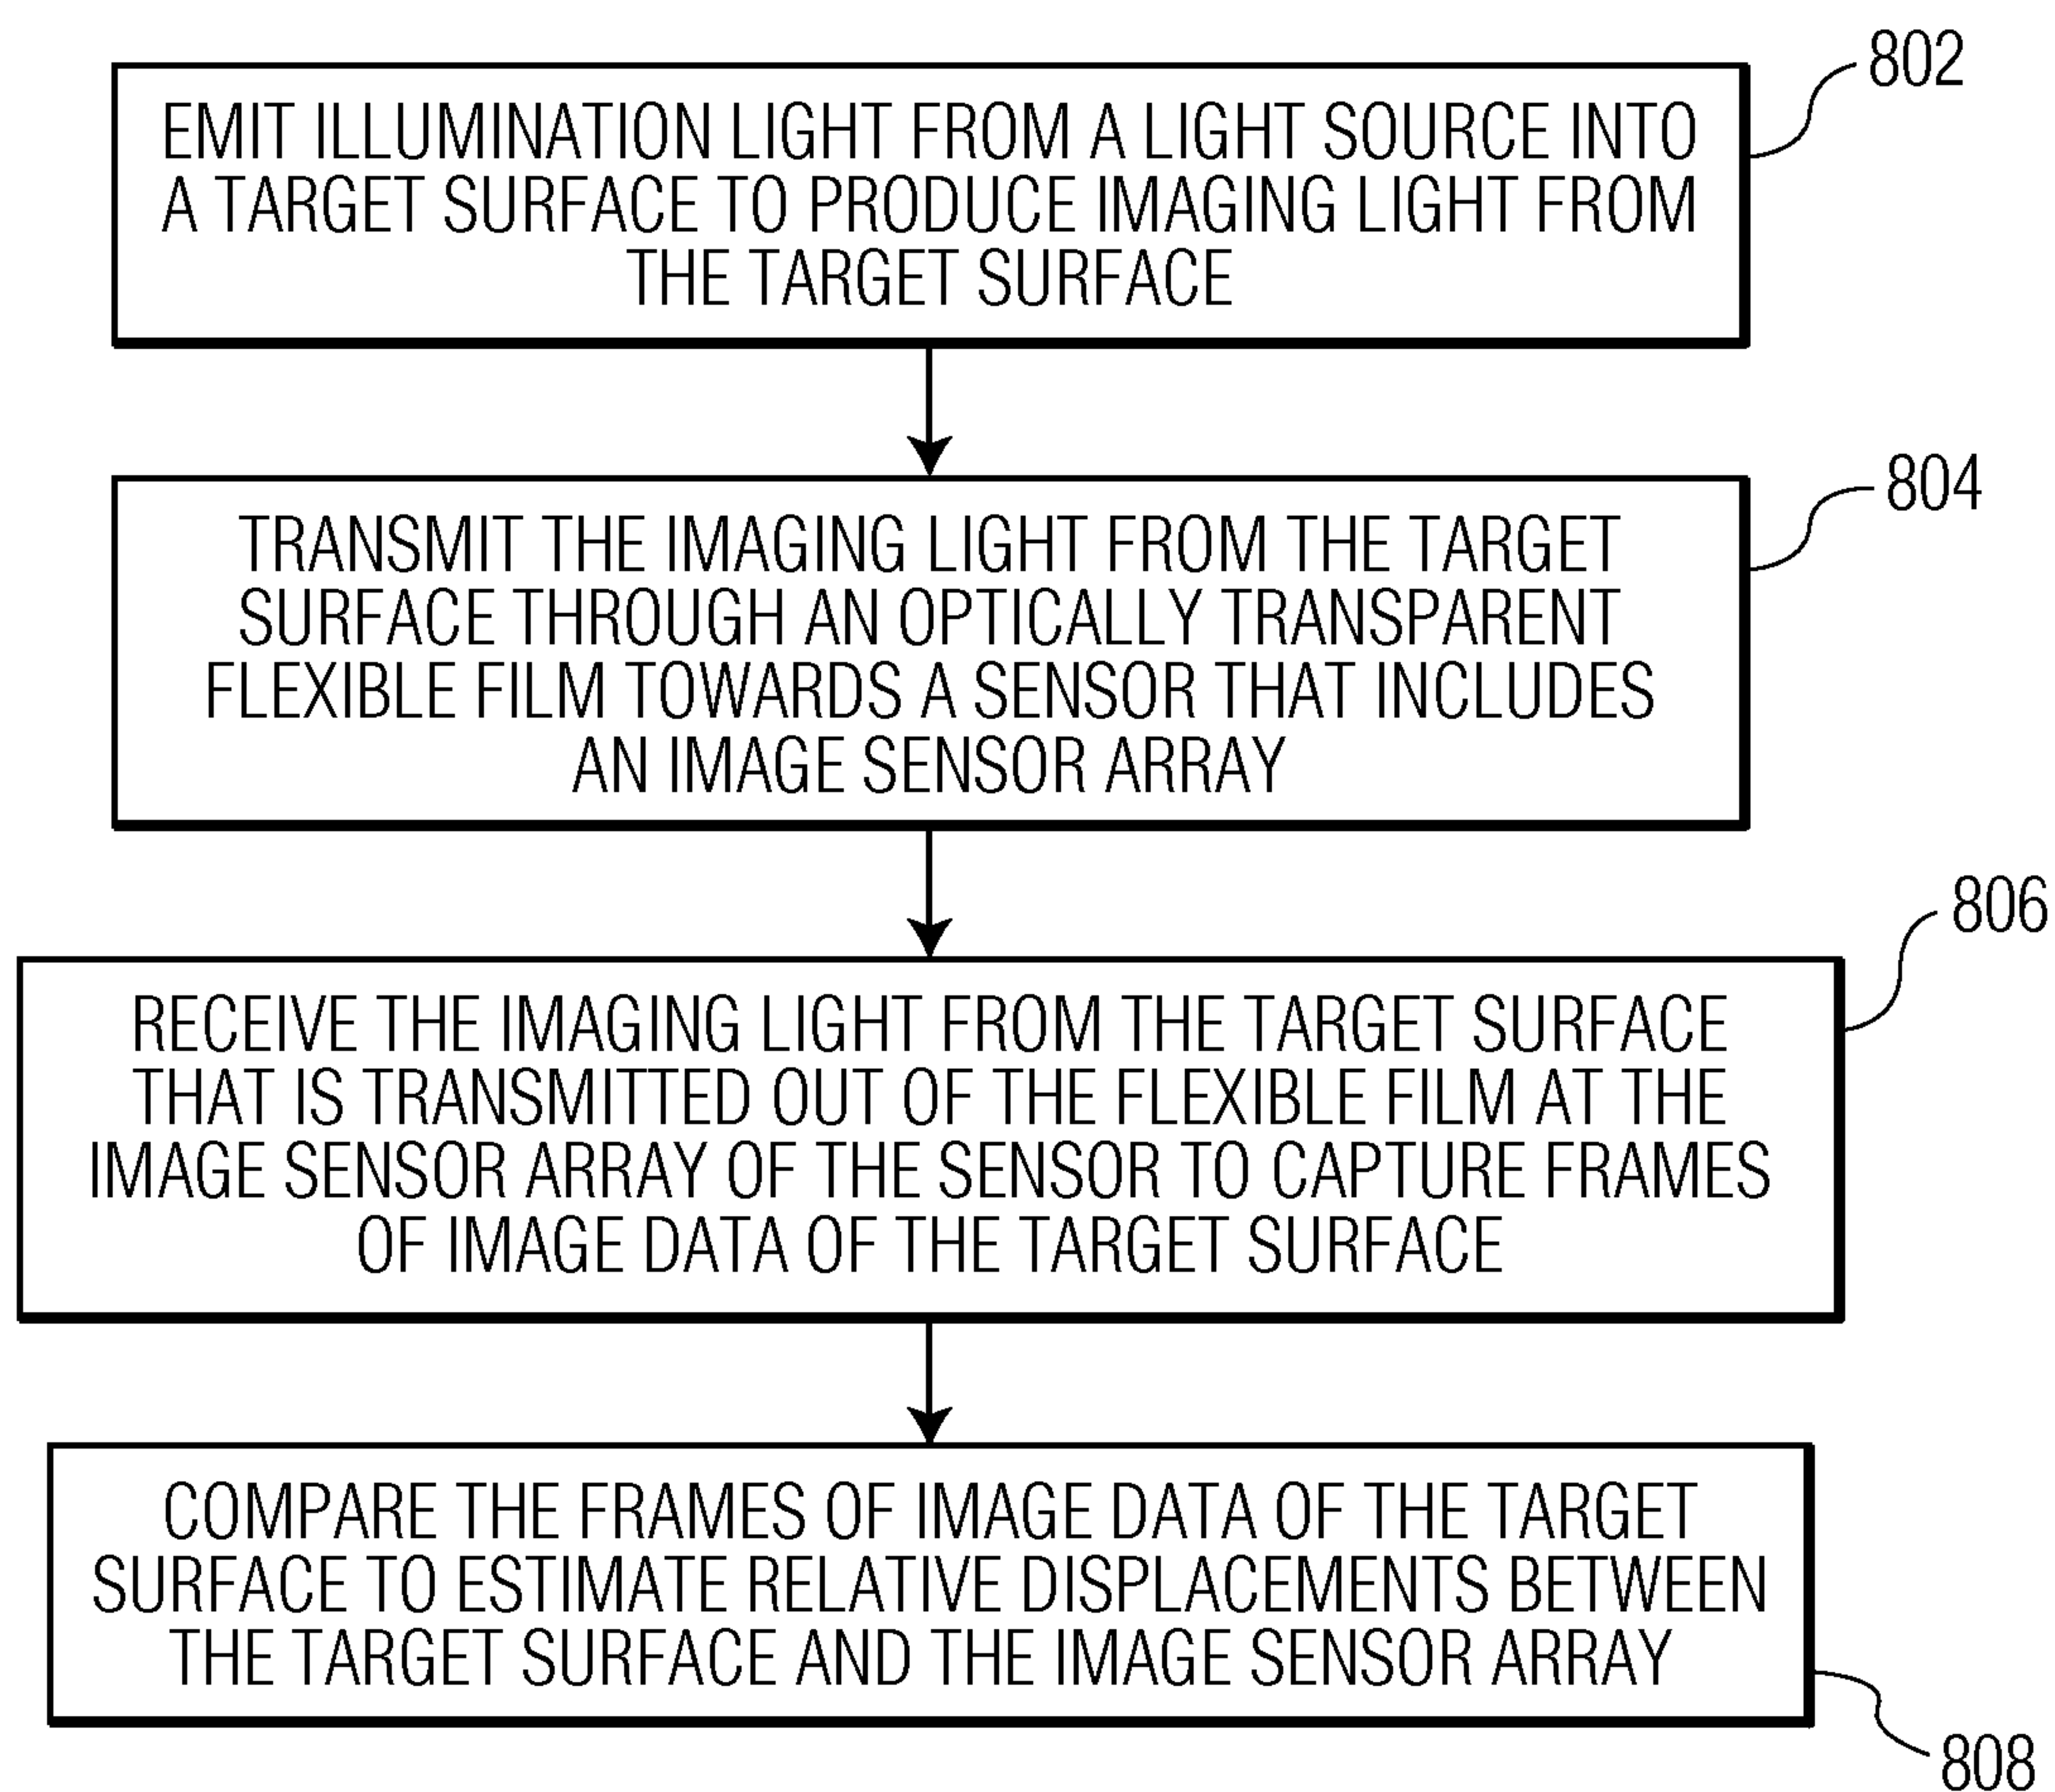 802
EMIT ILLUMINATION LIGHT FROM A LIGHT SOURCE INTO
A TARGET SURFACE TO PRODUCE IMAGING LIGHT FROM
THE TARGET SURFACE
804
TRANSMIT THE IMAGING LIGHT FROM THE TARGET
SURFACE THROUGH AN OPTICALLY TRANSPARENT
FLEXIBLE FILM TOWARDS A SENSOR THAT INCLUDES
AN IMAGE SENSOR ARRAY
806
RECEIVE THE IMAGING LIGHT FROM THE TARGET SURFACE
THAT IS TRANSMITTED OUT OF THE FLEXIBLE FILM AT THE
IMAGE SENSOR ARRAY OF THE SENSOR TO CAPTURE FRAMES
OF IMAGE DATA OF THE TARGET SURFACE
COMPARE THE FRAMES OF IMAGE DATA OF THE TARGET
SURFACE TO ESTIMATE RELATIVE DISPLACEMENTS BETWEEN
THE TARGET SURFACE AND THE IMAGE SENSOR ARRAY
808